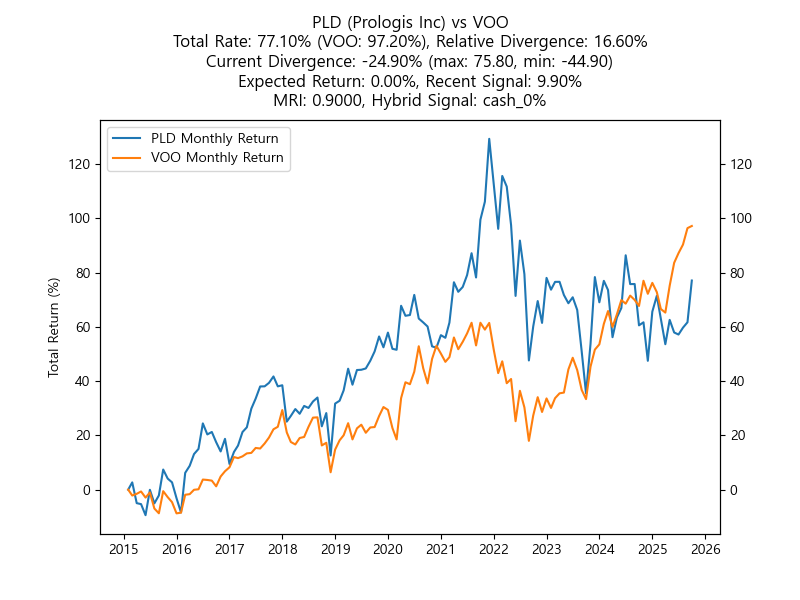 PLD (Prologis Inc) vs VOO
Total Rate: 77.10% (VOO: 97.20%), Relative Divergence: 16.60%
Current Divergence: -24.90% (max: 75.80, min: -44.90)
Expected Return: 0.00%, Recent Signal: 9.90%
MRI: 0.9000, Hybrid Signal: cash_0%
PLD Monthly Return
VOO Monthly Return
Total Return (%)
120
100
80
60
40
20
0
120
100
80
60
40
20
0
2015 2016 2017 2018 2019 2020 2021 2022 2023 2024 2025 2026